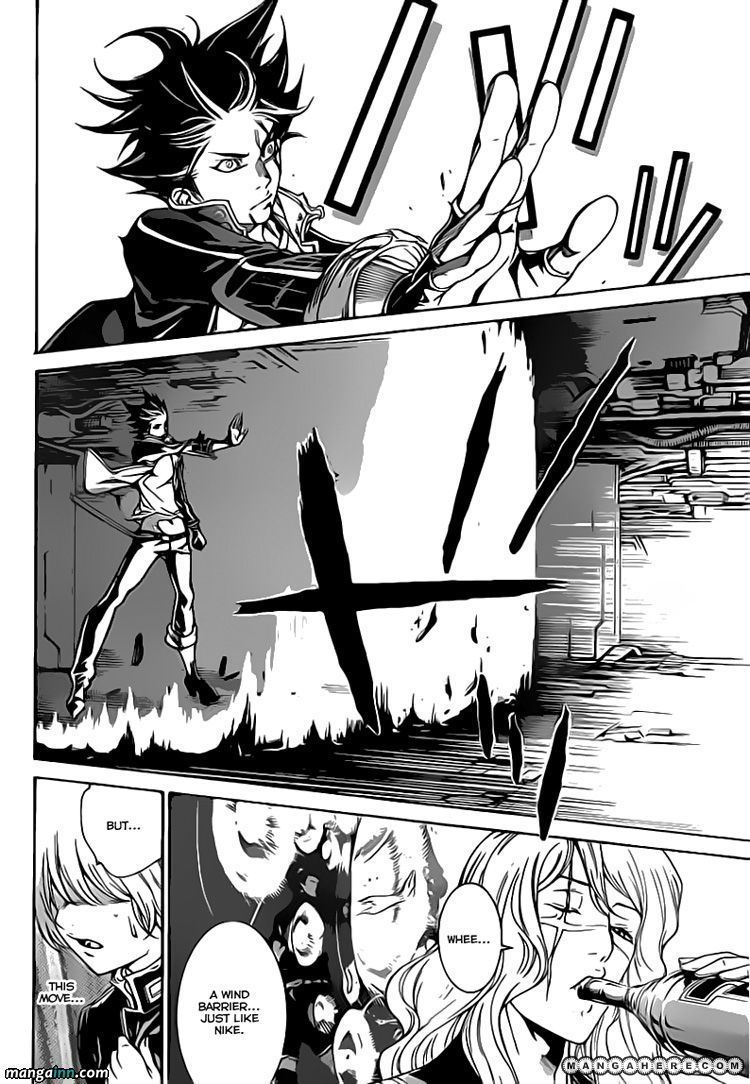 BUT...
THIS
MOVE...
A WIND
BARRIER...
JUST LIKE
NIKE.
WHEE...
mangainn.com
MANGAHERE.COM